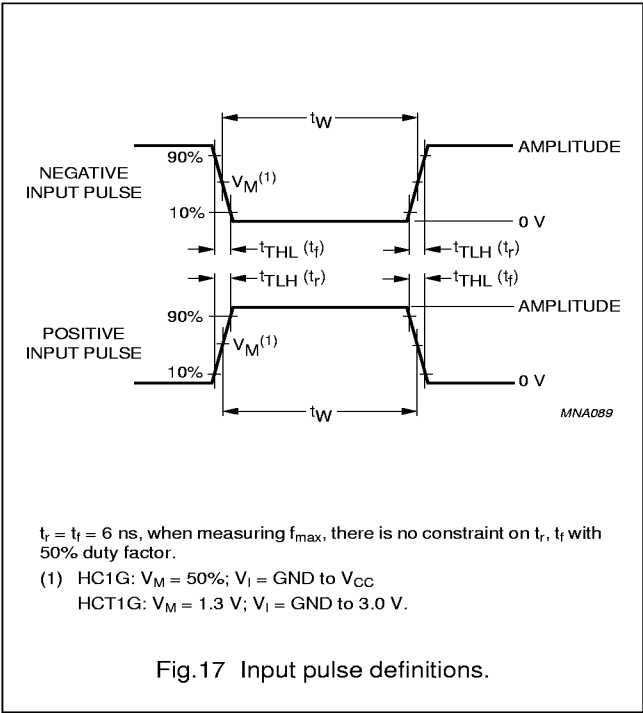 tW
90%
AMPLITUDE
NEGATIVE
INPUT PULSE
VM(1)
10%
0 V
tTHL (tf)
tTLH (tr)
tTLH (tr)
tTHL (tf)
AMPLITUDE
90%
POSITIVE
INPUT PULSE
VM(1)
10%
0 V
tW
MNA089
tr = tf = 6 ns, when measuring fmax, there is no constraint on tr, tf with
50% duty factor.
(1) HC1G: VM = 50%; VI = GND to VCC
HCT1G: VM = 1.3 V; VI = GND to 3.0 V.
Fig.17 Input pulse definitions.